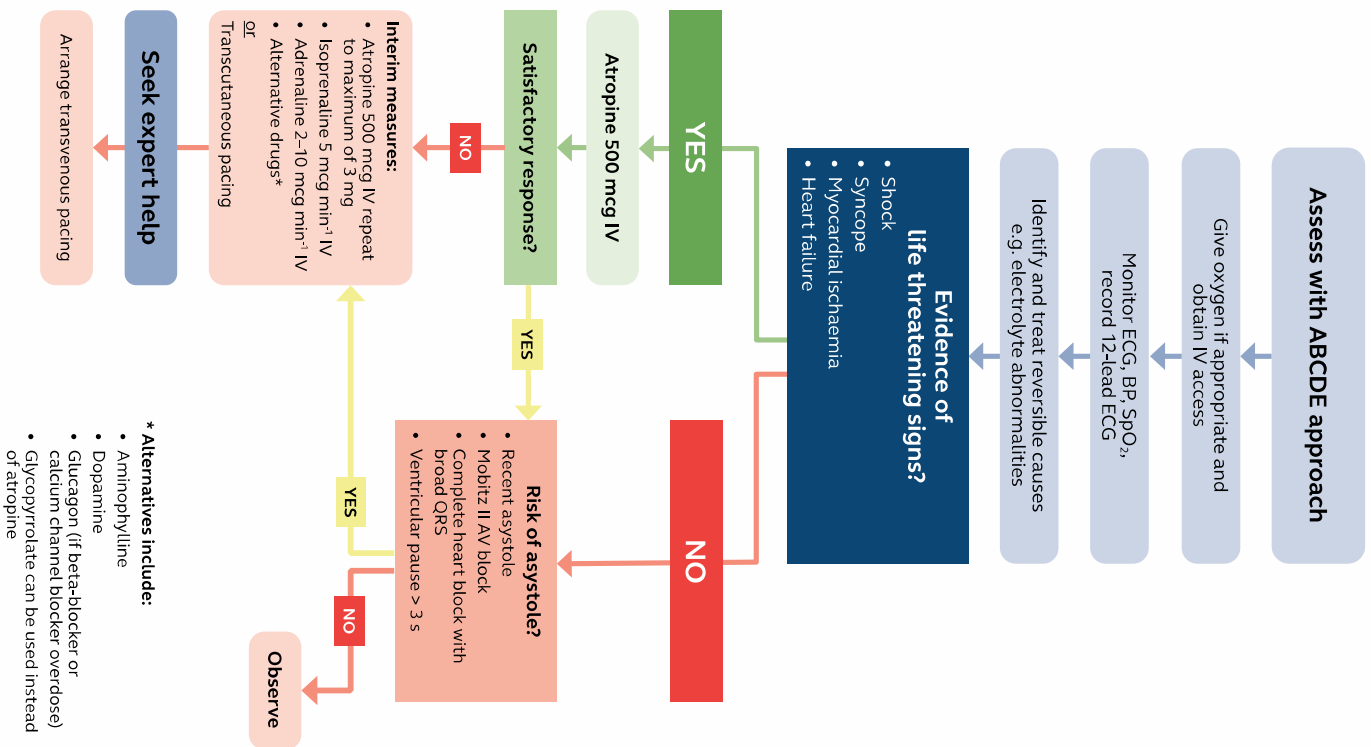 Assess with ABCDE approach
Give oxygen if appropriate and
obtain IV access
Monitor ECG, BP, SpO₂,
record 12-lead ECG
Identify and treat reversible causes
e.g. electrolyte abnormalities
Evidence of
life threatening signs?
• Shock
• Syncope
• Myocardial ischaemia
• Heart failure
YES
NO
Atropine 500 mcg IV
Satisfactory response?
YES
NO
Risk of asystole?
• Recent asystole
• Mobitz II AV block
• Complete heart block with
broad QRS
• Ventricular pause > 3 s
Interim measures:
• Atropine 500 mcg IV repeat
to maximum of 3 mg
• Isoprenaline 5 mcg min⁻¹ IV
• Adrenaline 2–10 mcg min⁻¹ IV
• Alternative drugs*
or
Transcutaneous pacing
YES
NO
Observe
Seek expert help
Arrange transvenous pacing
* Alternatives include:
• Aminophylline
• Dopamine
• Glucagon (if beta-blocker or
calcium channel blocker overdose)
• Glycopyrrolate can be used instead
of atropine